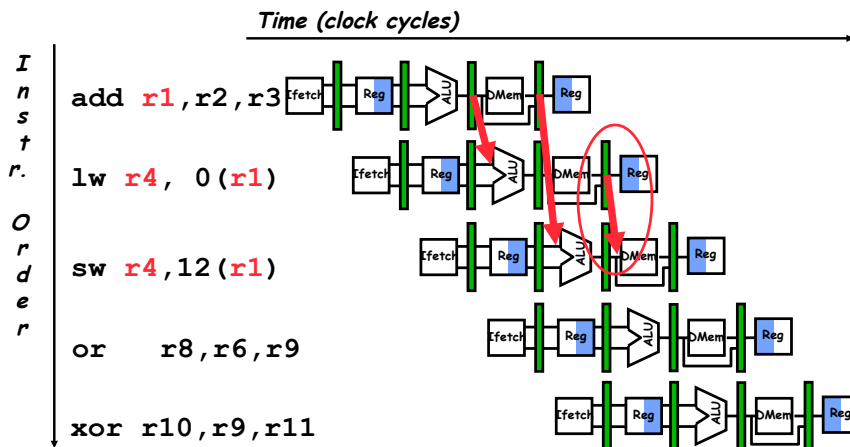 Time (clock cycles)
Instr. Order
add r1,r2,r3
Ifetch Reg ALU DMem Reg
lw r4, 0(r1)
Ifetch Reg ALU DMem Reg
sw r4,12(r1)
Ifetch Reg ALU DMem Reg
or r8,r6,r9
Ifetch Reg ALU DMem Reg
xor r10,r9,r11
Ifetch Reg ALU DMem Reg